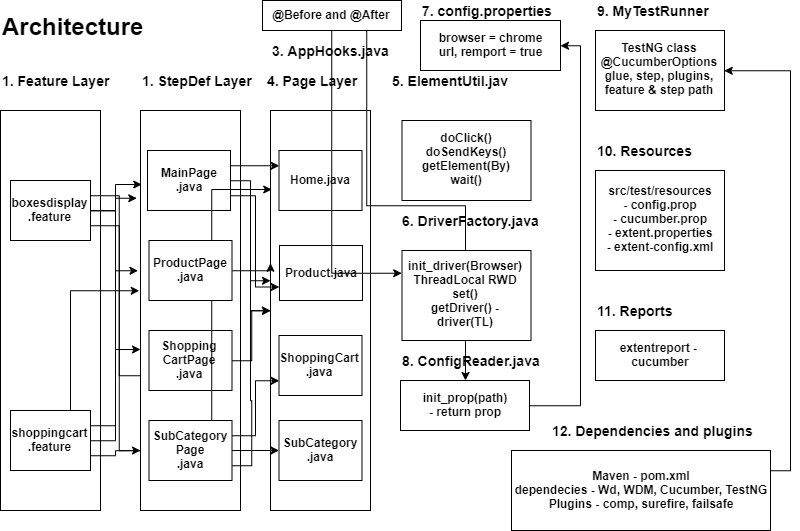 Architecture
@Before and @After
3. AppHooks.java
7. config.properties
browser = chrome
url, remport = true
9. MyTestRunner
TestNG class
@CucumberOptions
glue, step, plugins,
feature & step path
1. Feature Layer
boxesdisplay
.feature
shoppingcart
.feature
1. StepDef Layer
MainPage
.java
ProductPage
.java
Shopping
CartPage
.java
SubCategory
Page
.java
4. Page Layer
Home.java
Product.java
ShoppingCart
.java
SubCategory
.java
5. ElementUtil.jav
doClick()
doSendKeys()
getElement(By)
wait()
6. DriverFactory.java
init_driver(Browser)
ThreadLocal RWD
set()
getDriver() -
driver(TL)
8. ConfigReader.java
init_prop(path)
- return prop
10. Resources
src/test/resources
- config.prop
- cucumber.prop
- extent.properties
- extent-config.xml
11. Reports
extentreport -
cucumber
12. Dependencies and plugins
Maven - pom.xml
dependecies - Wd, WDM, Cucumber, TestNG
Plugins - comp, surefire, failsafe